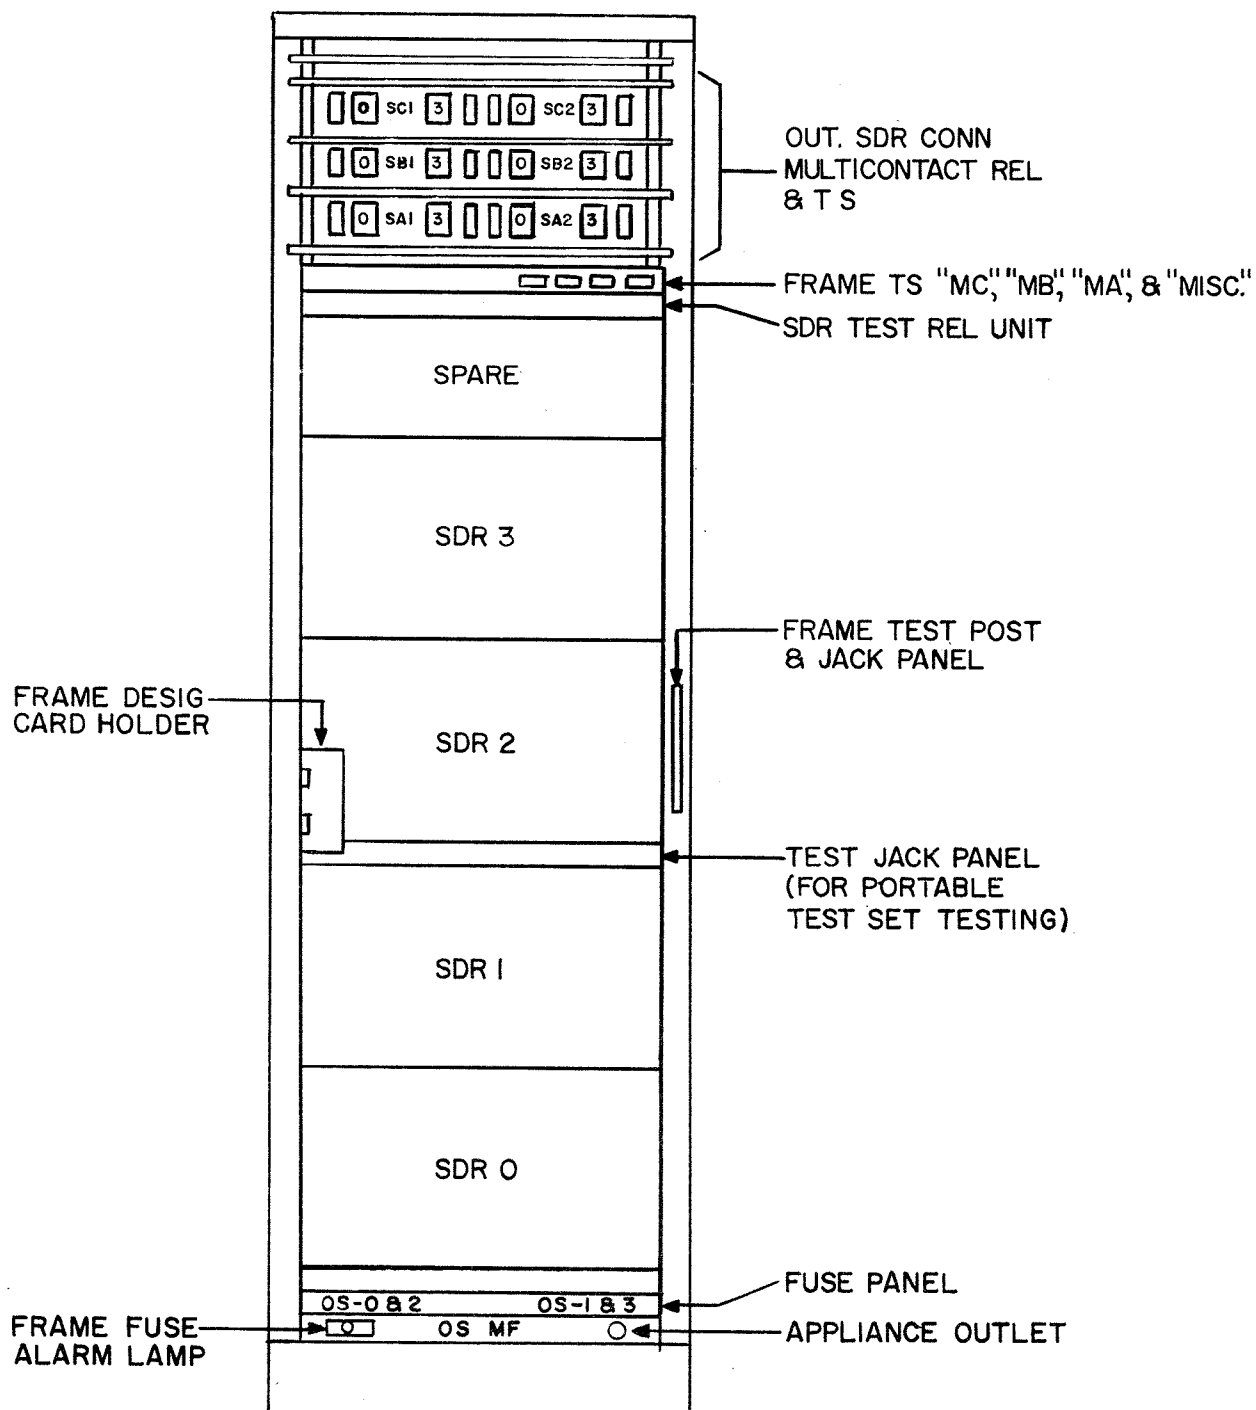 0 SC1 3 0 SC2 3
0 SB1 3 0 SB2 3
0 SA1 3 0 SA2 3
OUT. SDR CONN
MULTICONTACT REL
& T S
FRAME TS "MC", "MB", "MA", & "MISC."
SDR TEST REL UNIT
SPARE
SDR 3
FRAME TEST POST
& JACK PANEL
FRAME DESIG
CARD HOLDER
SDR 2
TEST JACK PANEL
(FOR PORTABLE
TEST SET TESTING)
SDR 1
SDR 0
FUSE PANEL
OS-0 & 2 OS-1 & 3
FRAME FUSE
ALARM LAMP
OS MF
APPLIANCE OUTLET